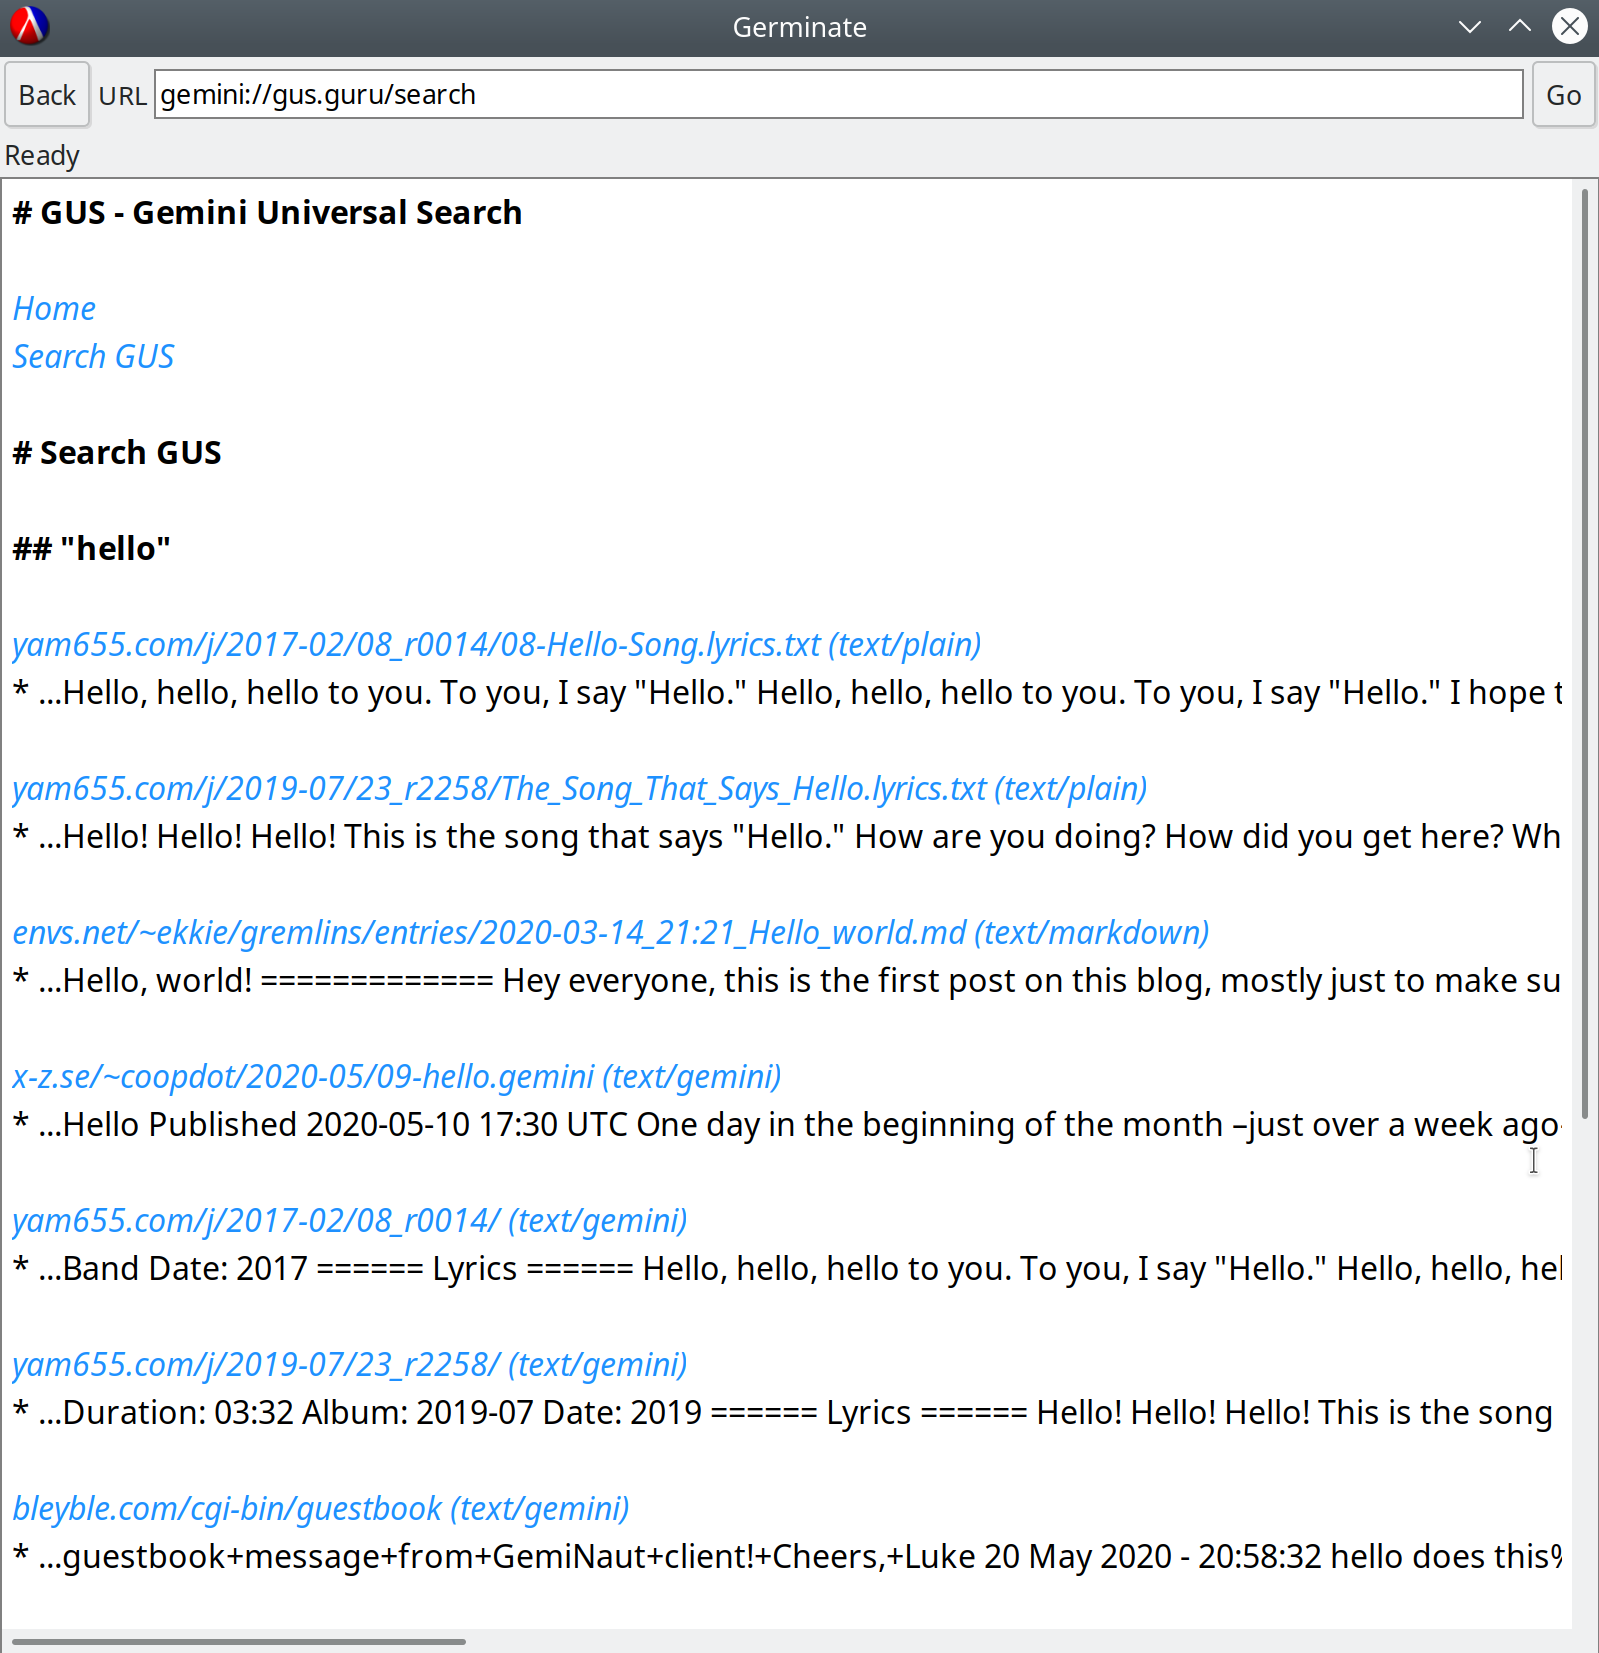 Germinate
Back URL gemini://gus.guru/search Go
Ready
# GUS - Gemini Universal Search
Home
Search GUS
# Search GUS
## "hello"
yam655.com/j/2017-02/08_r0014/08-Hello-Song.lyrics.txt (text/plain)
* ...Hello, hello, hello to you. To you, I say "Hello." Hello, hello, hello to you. To you, I say "Hello." I hope t
yam655.com/j/2019-07/23_r2258/The_Song_That_Says_Hello.lyrics.txt (text/plain)
* ...Hello! Hello! Hello! This is the song that says "Hello." How are you doing? How did you get here? Wh
envs.net/~ekkie/gremlins/entries/2020-03-14_21:21_Hello_world.md (text/markdown)
* ...Hello, world! ============= Hey everyone, this is the first post on this blog, mostly just to make su
x-z.se/~coopdot/2020-05/09-hello.gemini (text/gemini)
* ...Hello Published 2020-05-10 17:30 UTC One day in the beginning of the month –just over a week ago-
yam655.com/j/2017-02/08_r0014/ (text/gemini)
* ...Band Date: 2017 ====== Lyrics ====== Hello, hello, hello to you. To you, I say "Hello." Hello, hello, hel
yam655.com/j/2019-07/23_r2258/ (text/gemini)
* ...Duration: 03:32 Album: 2019-07 Date: 2019 ====== Lyrics ====== Hello! Hello! Hello! This is the song
bleyble.com/cgi-bin/guestbook (text/gemini)
* ...guestbook+message+from+GemiNaut+client!+Cheers,+Luke 20 May 2020 - 20:58:32 hello does this%